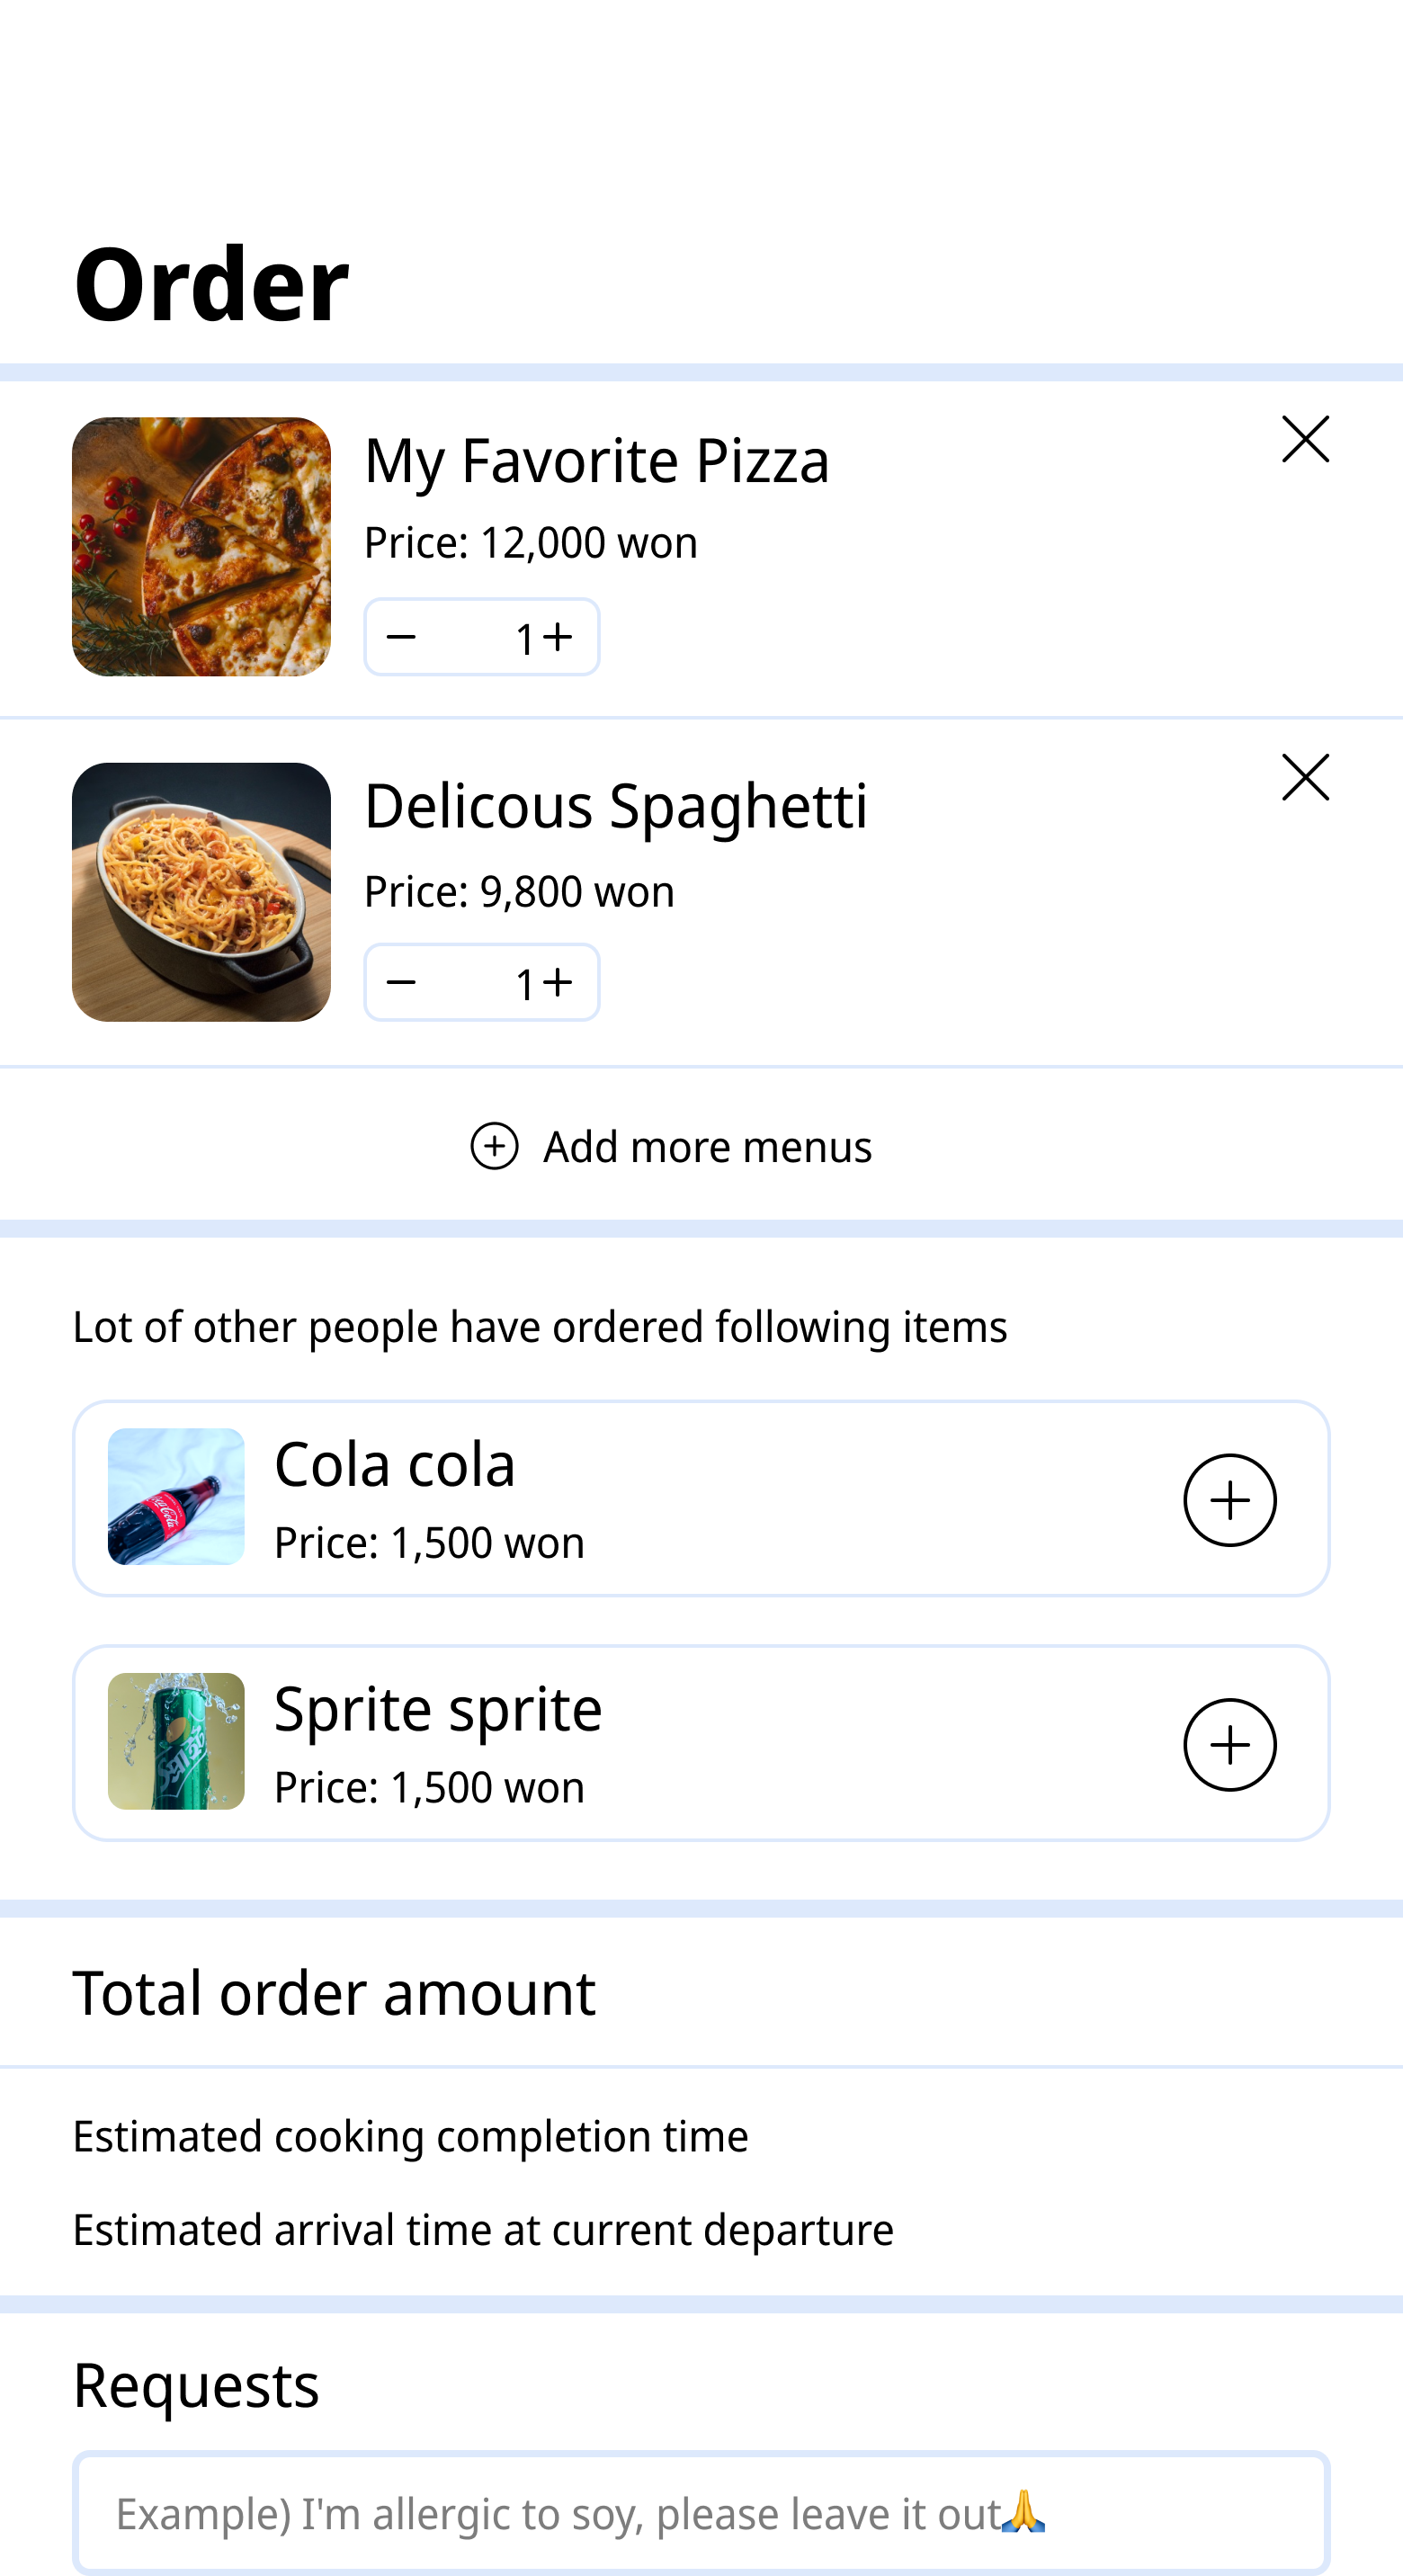 Order
My Favorite Pizza
Price: 12,000 won
1
Delicous Spaghetti
Price: 9,800 won
1
Add more menus
Lot of other people have ordered following items
Cola cola
Price: 1,500 won
Coca-Cola
Sprite sprite
Price: 1,500 won
Sprite
Total order amount
Estimated cooking completion time
Estimated arrival time at current departure
Requests
Example) I'm allergic to soy, please leave it out🙏